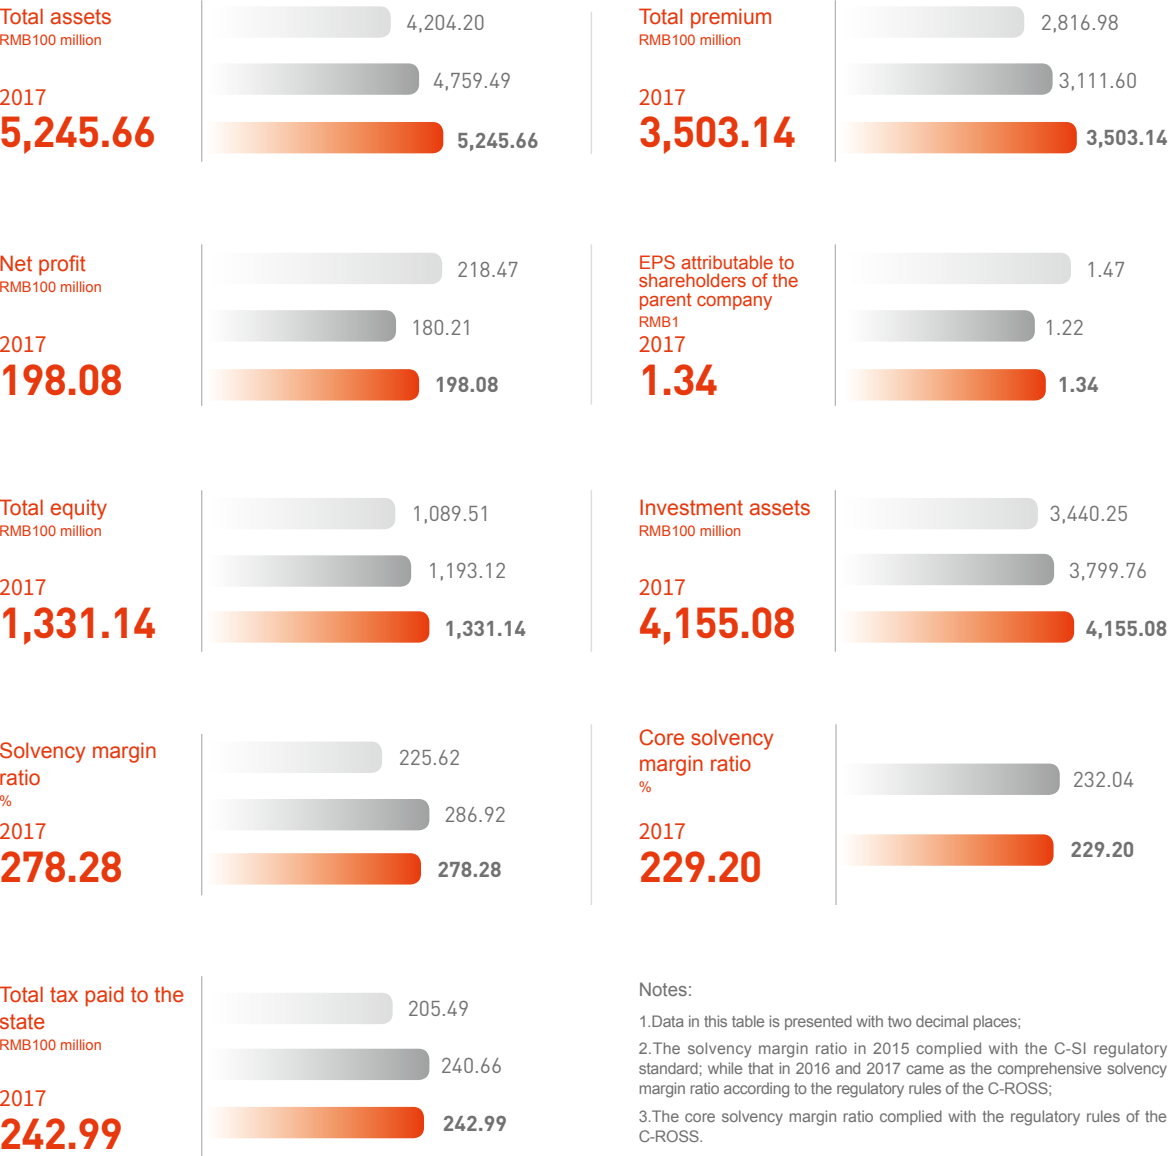 Total assets
RMB100 million
2017
5,245.66
4,204.20
4,759.49
5,245.66
Total premium
RMB100 million
2017
3,503.14
2,816.98
3,111.60
3,503.14
Net profit
RMB100 million
2017
198.08
218.47
180.21
198.08
EPS attributable to
shareholders of the
parent company
RMB1
2017
1.34
1.47
1.22
1.34
Total equity
RMB100 million
2017
1,331.14
1,089.51
1,193.12
1,331.14
Investment assets
RMB100 million
2017
4,155.08
3,440.25
3,799.76
4,155.08
Solvency margin
ratio
%
2017
278.28
225.62
286.92
278.28
Core solvency
margin ratio
%
2017
229.20
232.04
229.20
Total tax paid to the
state
RMB100 million
2017
242.99
205.49
240.66
242.99
Notes:
1.Data in this table is presented with two decimal places;
2.The solvency margin ratio in 2015 complied with the C-SI regulatory
standard; while that in 2016 and 2017 came as the comprehensive solvency
margin ratio according to the regulatory rules of the C-ROSS;
3.The core solvency margin ratio complied with the regulatory rules of the
C-ROSS.